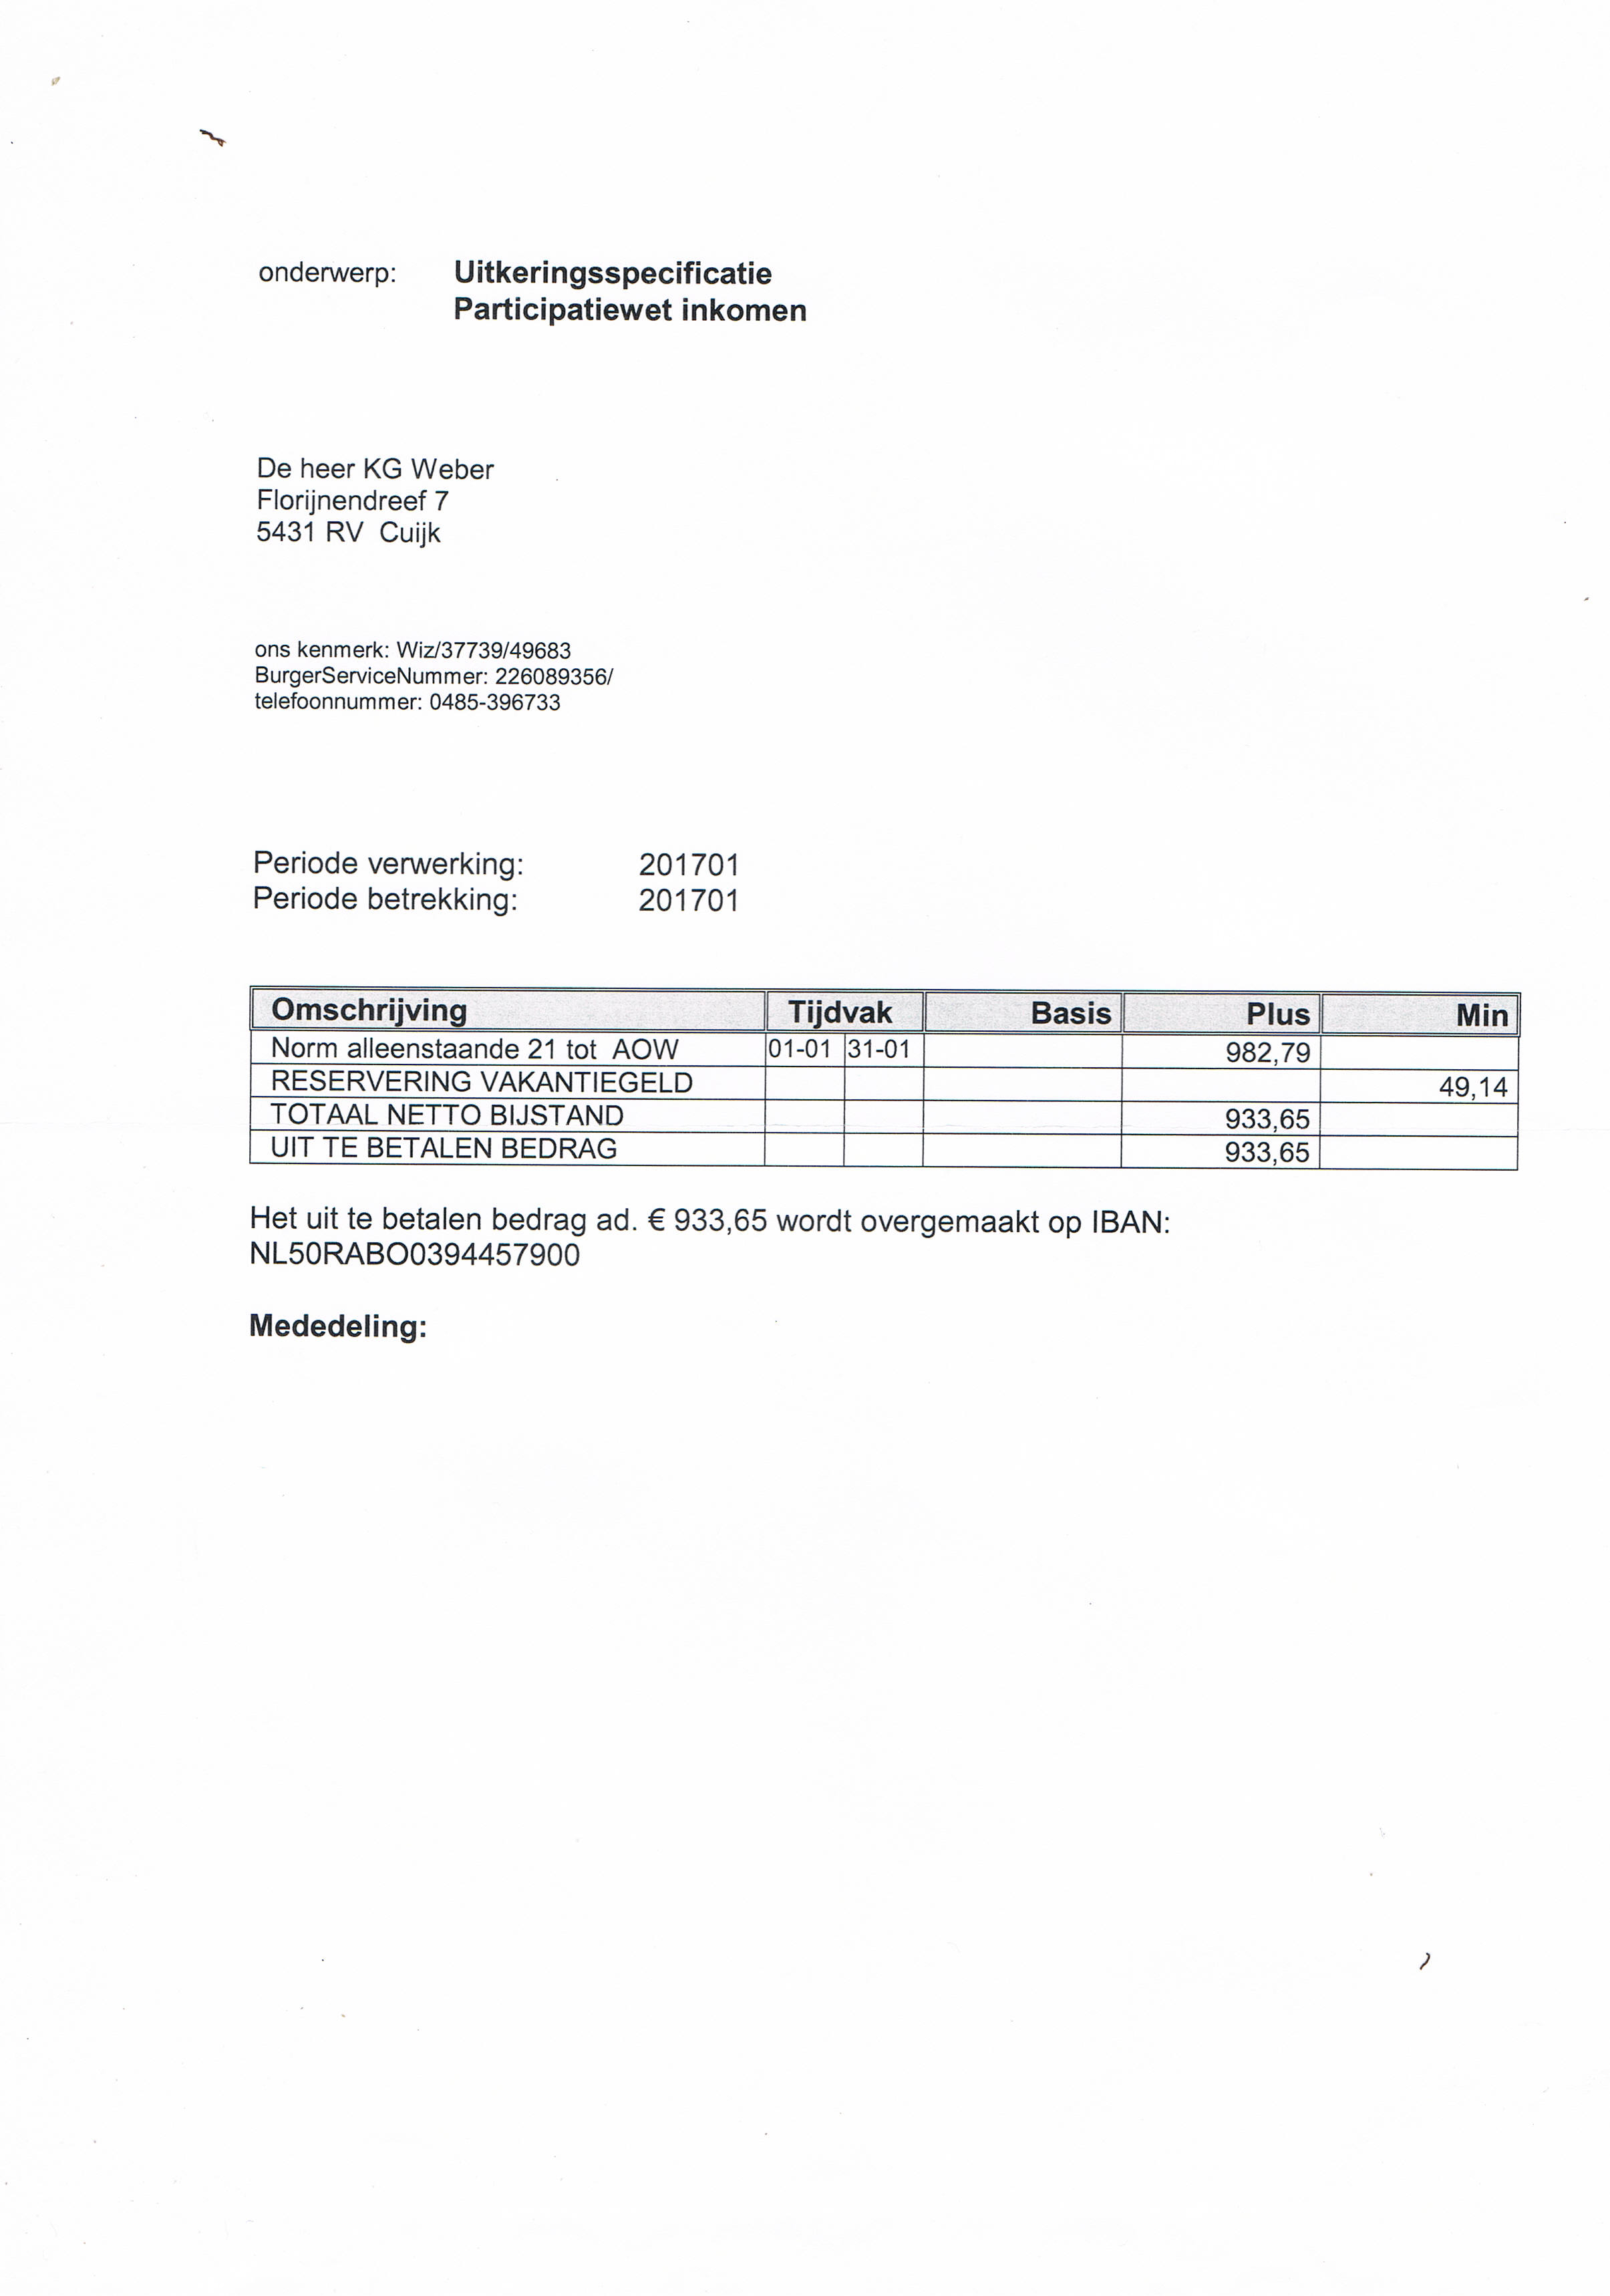 onderwerp: Uitkeringsspecificatie
Participatiewet inkomen
De heer KG Weber
Florijnendreef 7
5431 RV Cuijk
ons kenmerk: Wiz/37739/49683
BurgerServiceNummer: 226089356/
telefoonnummer: 0485-396733
Periode verwerking: 201701
Periode betrekking: 201701
Omschrijving Tijdvak Basis Plus Min
Norm alleenstaande 21 tot AOW 01-01 31-01 982,79
RESERVERING VAKANTIEGELD 49,14
TOTAAL NETTO BIJSTAND 933,65
UIT TE BETALEN BEDRAG 933,65
Het uit te betalen bedrag ad. € 933,65 wordt overgemaakt op IBAN:
NL50RABO0394457900
Mededeling: